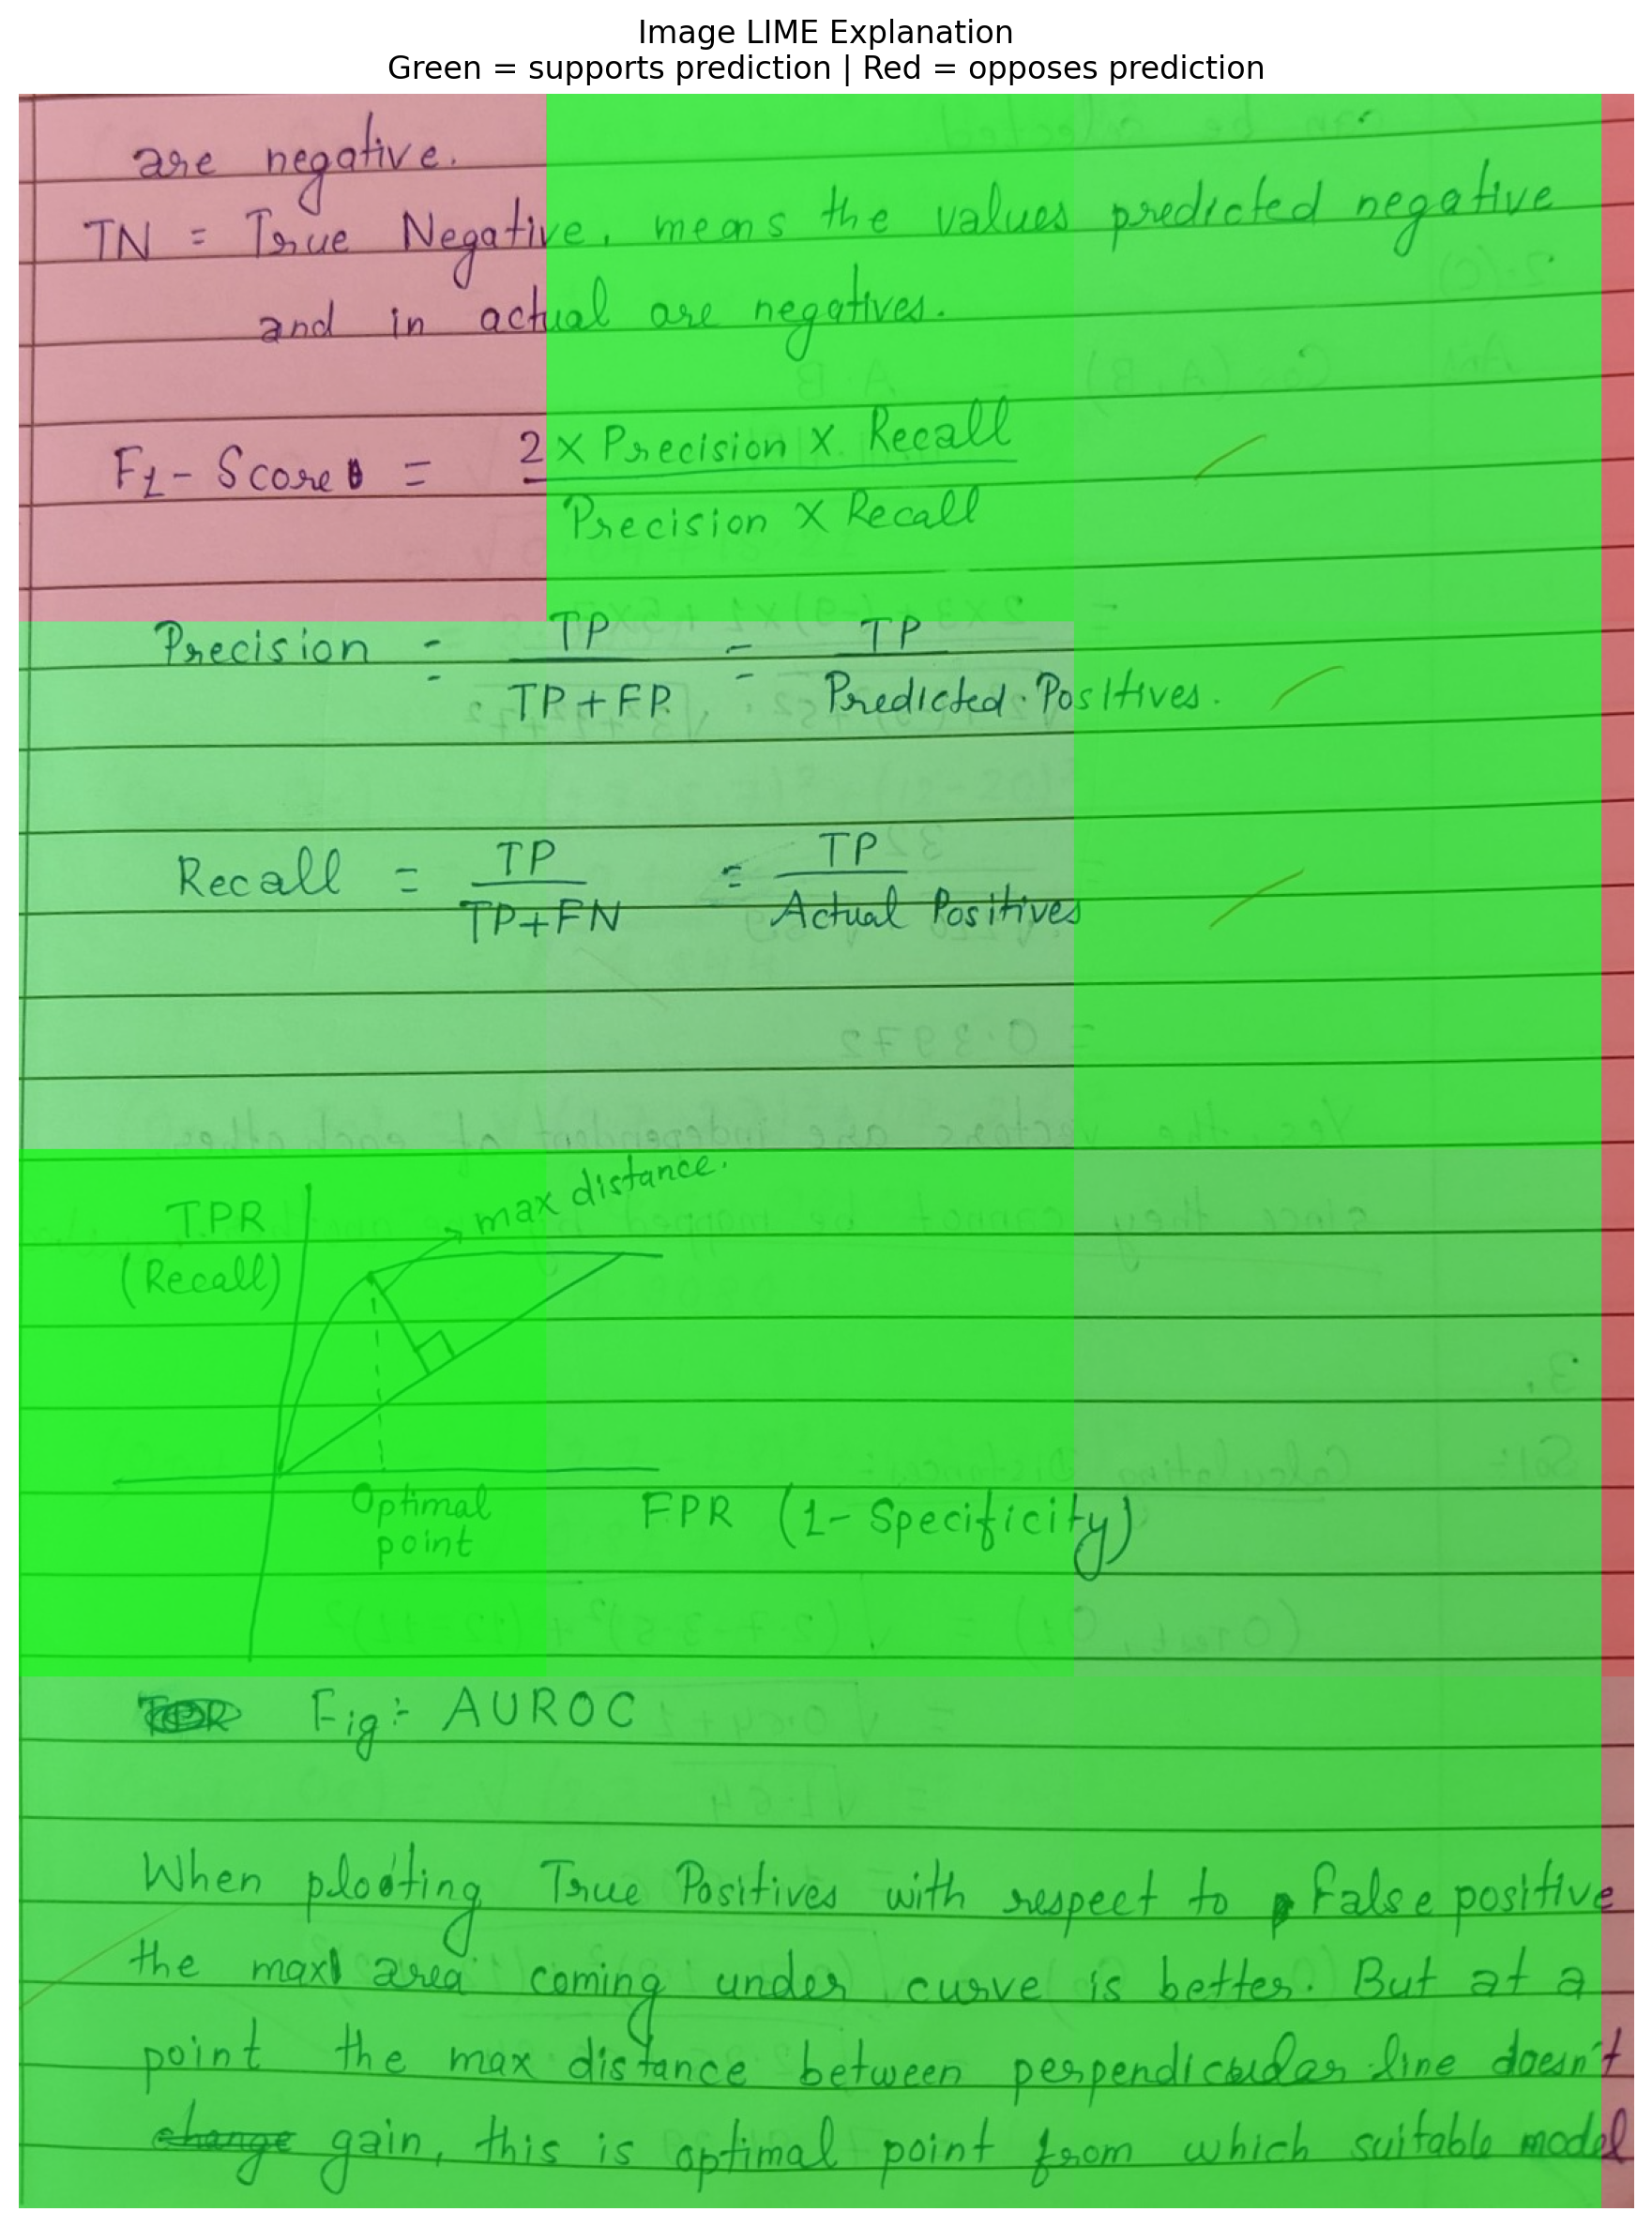 Image LIME Explanation
Green = supports prediction | Red = opposes prediction
are negative.
TN = True Negative, means the values predicted negative
and in actual are negatives.
F1 - Score = 2 X Precision X Recall
Precision X Recall
Precision = TP = TP
TP + FP Predicted Positives.
Recall = TP = TP
TP+FN Actual Positives
max distance.
TPR
(Recall)
Optimal
point
FPR (1 - Specificity)
Fig :- AUROC
When plooting True Positives with respect to False positive
the max area coming under curve is better. But at a
point the max distance between perpendicular line doesn't
change gain, this is optimal point from which suitable model